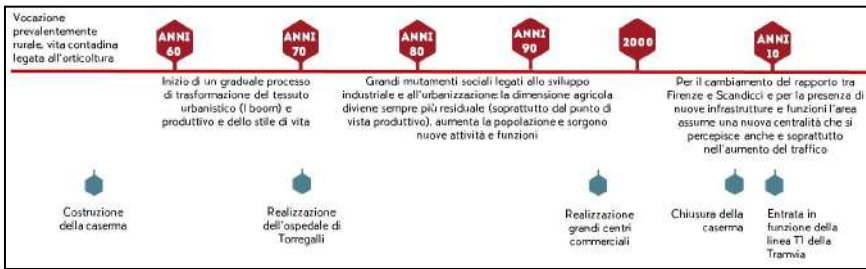 Vocazione
prevalentemente
rurale, vita contadina
legata all'orticoltura
ANNI
60
ANNI
70
ANNI
80
ANNI
90
2000
ANNI
10
Inizio di un graduale processo
di trasformazione del tessuto
urbanistico (I boom) e
produttivo e dello stile di vita
Grandi mutamenti sociali legati allo sviluppo
industriale e all'urbanizzazione: la dimensione agricola
diviene sempre più residuale (soprattutto dal punto di
vista produttivo), aumenta la popolazione e sorgono
nuove attività e funzioni
Per il cambiamento del rapporto tra
Firenze e Scandicci e per la presenza di
nuove infrastrutture e funzioni l'area
assume una nuova centralità che si
percepisce anche e soprattutto
nell'aumento del traffico
Costruzione
della caserma
Realizzazione
dell'ospedale di
Torregalli
Realizzazione
grandi centri
commerciali
Chiusura della
caserma
Entrata in
funzione della
linea T1 della
Tramvia